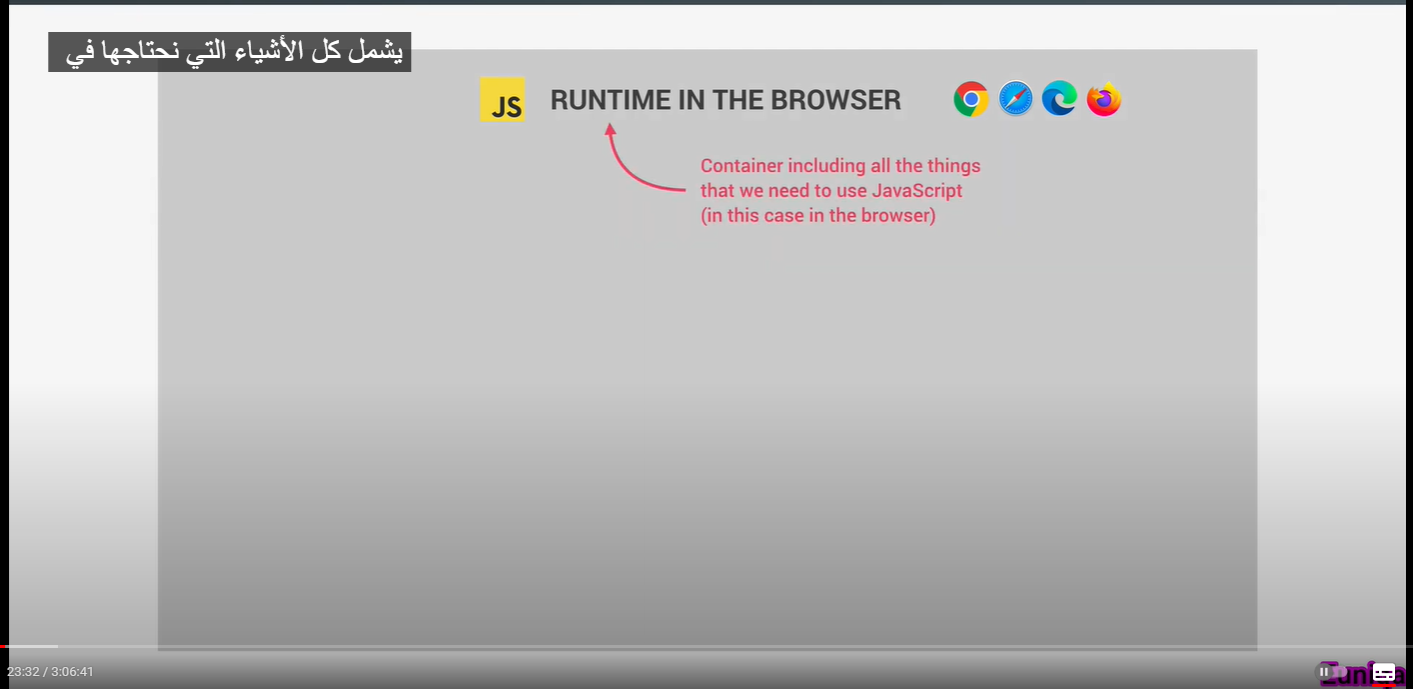 يشمل كل الأشياء التي نحتاجها في
JS RUNTIME IN THE BROWSER
Container including all the things
that we need to use JavaScript
(in this case in the browser)
23:32 / 3:06:41